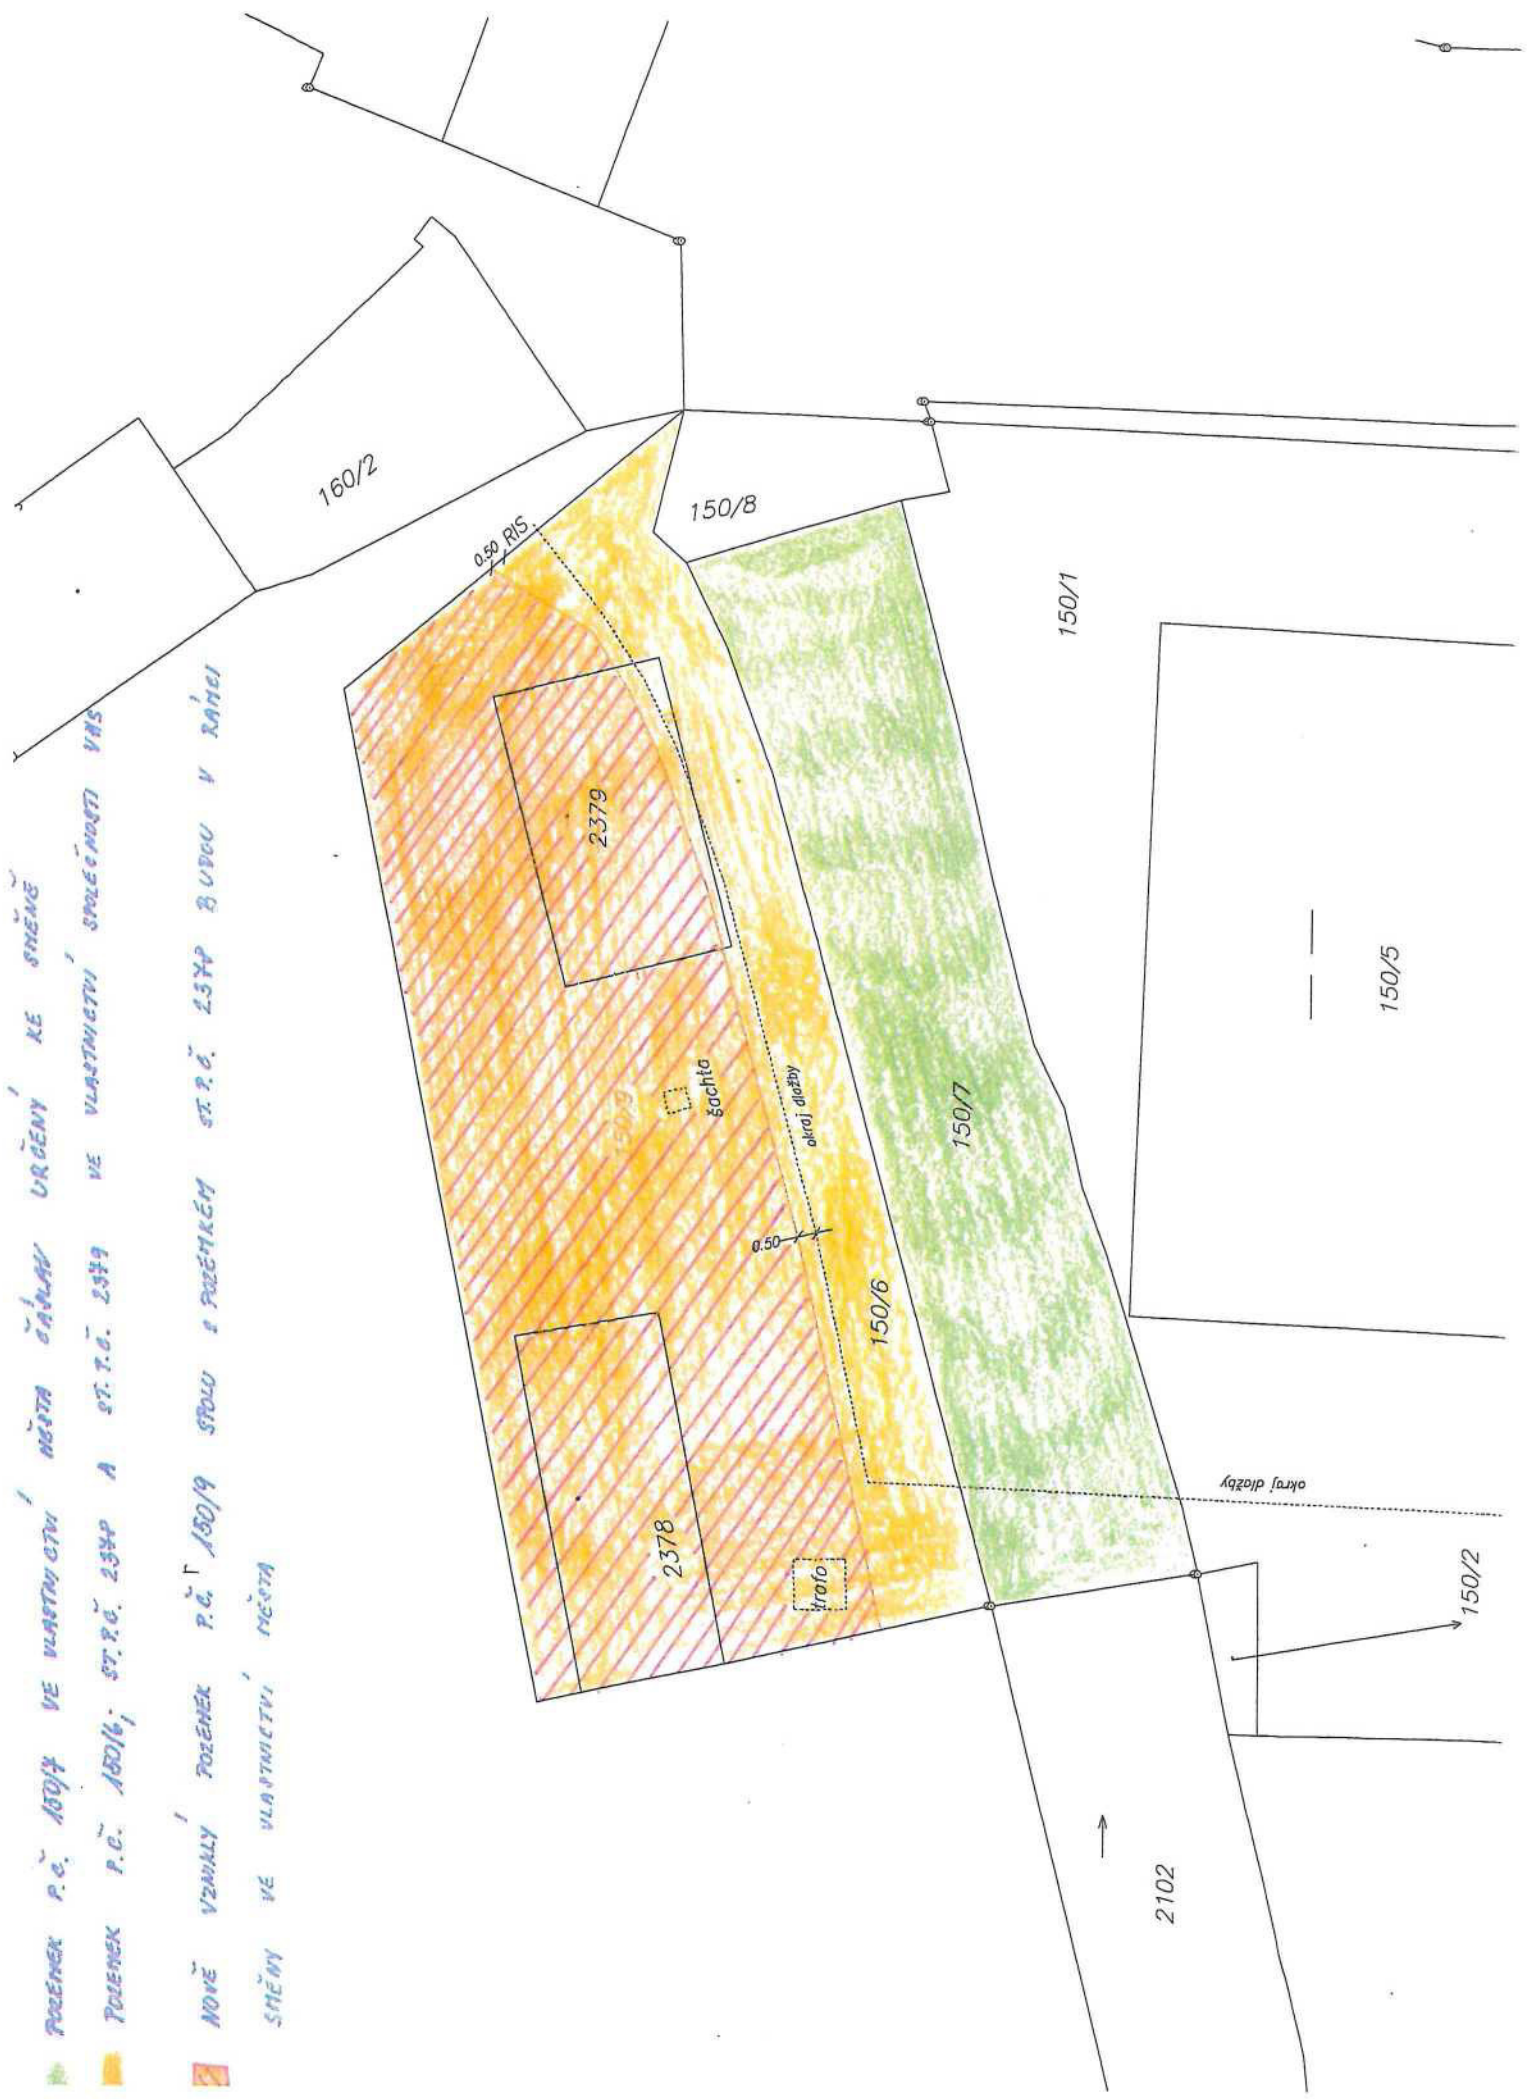 POZEMEK P.Č. 150/7 VE VLASTNICTVÍ MĚSTA ČÁSLAV URČENÝ KE SMĚNĚ
POZEMEK P.Č. 150/6; ST.P.Č. 2378 A ST.P.Č. 2379 VE VLASTNICTVÍ SPOLEČNOSTI VHS
NOVĚ VZNIKLÝ POZEMEK P.Č. 150/9 SPOLU S POZEMKEM ST.P.Č. 2378 BUDOU V RÁMCI
SMĚNY VE VLASTNICTVÍ MĚSTA
160/2
0.50 RIS
150/8
150/1
2379
150/9
šachta
okraj dlažby
150/7
150/5
0.50
150/6
2378
trafo
okraj dlažby
150/2
2102